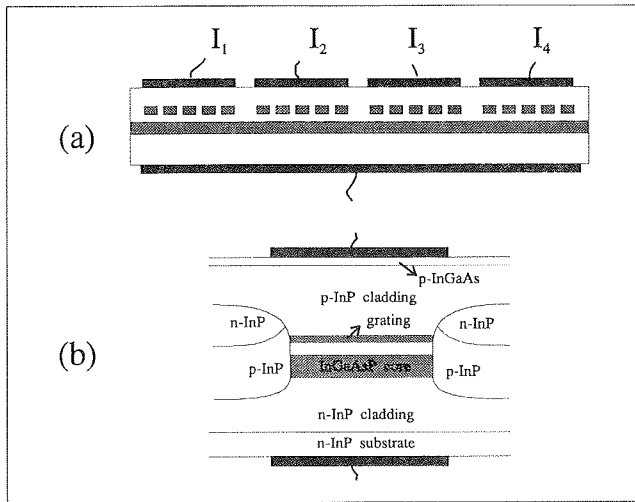 I₁ I₂ I₃ I₄
(a)
p-InGaAs
p-InP cladding
grating
n-InP n-InP
(b)
p-InP InGaAsP core p-InP
n-InP cladding
n-InP substrate